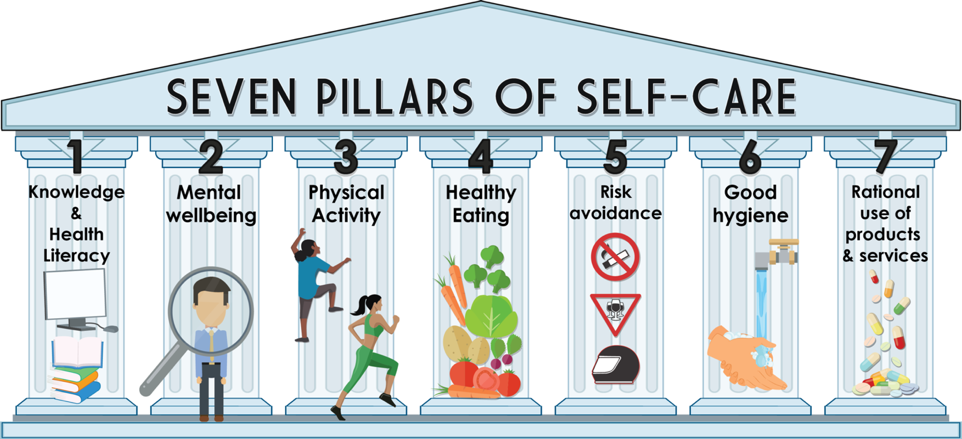 SEVEN PILLARS OF SELF-CARE
1
Knowledge
&
Health
Literacy
2
Mental
wellbeing
3
Physical
Activity
4
Healthy
Eating
5
Risk
avoidance
6
Good
hygiene
7
Rational
use of
products
& services